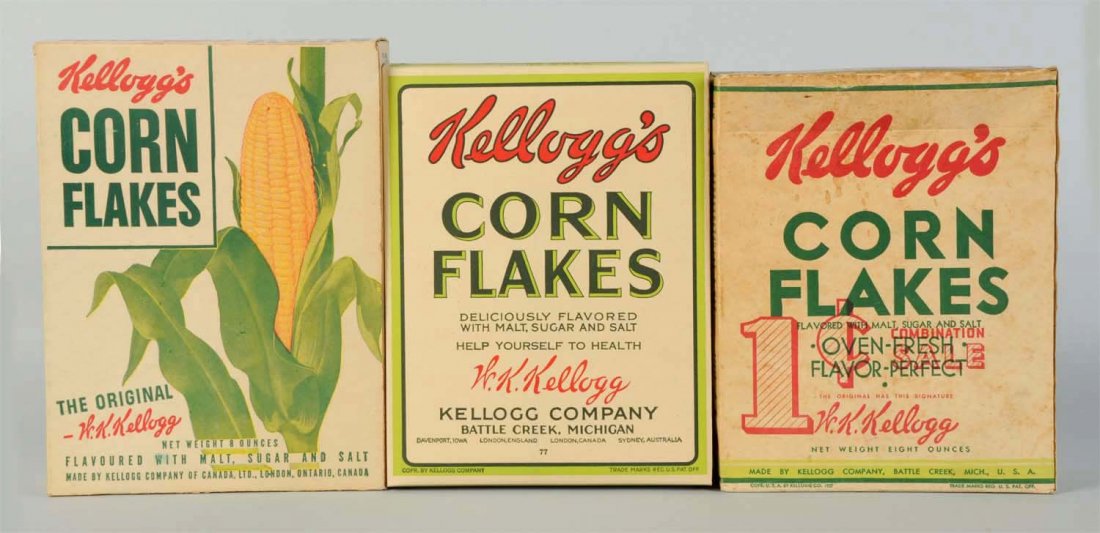 Kellogg's
CORN
FLAKES
THE ORIGINAL
-W.K.Kellogg
NET WEIGHT 8 OUNCES
FLAVOURED WITH MALT, SUGAR AND SALT
MADE BY KELLOGG COMPANY OF CANADA, LTD., LONDON, ONTARIO, CANADA
Kellogg's
CORN
FLAKES
DELICIOUSLY FLAVORED
WITH MALT, SUGAR AND SALT
HELP YOURSELF TO HEALTH
W.K.Kellogg
KELLOGG COMPANY
BATTLE CREEK, MICHIGAN
DAVENPORT, IOWA LONDON, ENGLAND LONDON, CANADA SYDNEY, AUSTRALIA
77
COPR. BY KELLOGG COMPANY TRADE MARKS REG. U.S. PAT. OFF.
Kellogg's
CORN
FLAKES
FLAVORED WITH MALT, SUGAR AND SALT
1¢ COMBINATION
SALE
· OVEN-FRESH ·
FLAVOR-PERFECT
THE ORIGINAL HAS THIS SIGNATURE
W.K.Kellogg
NET WEIGHT EIGHT OUNCES
MADE BY KELLOGG COMPANY, BATTLE CREEK, MICH., U. S. A.
COPR. U.S.A. BY KELLOGG CO. TRADE MARKS REG. U. S. PAT. OFF.